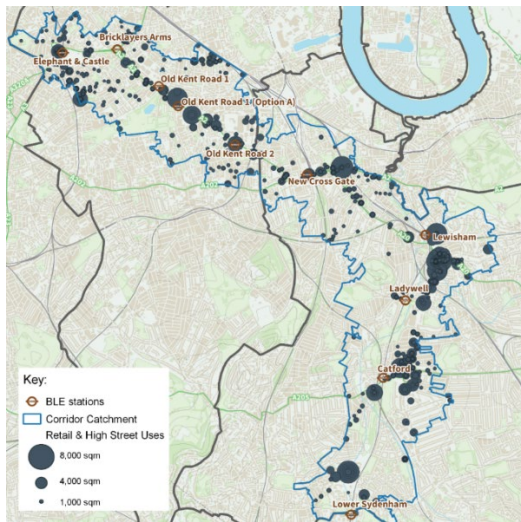 Bricklayers Arms
Elephant & Castle
Old Kent Road 1
Old Kent Road 1 (Option A)
Old Kent Road 2
New Cross Gate
Lewisham
Ladywell
Catford
Lower Sydenham
Key:
BLE stations
Corridor Catchment
Retail & High Street Uses
8,000 sqm
4,000 sqm
1,000 sqm